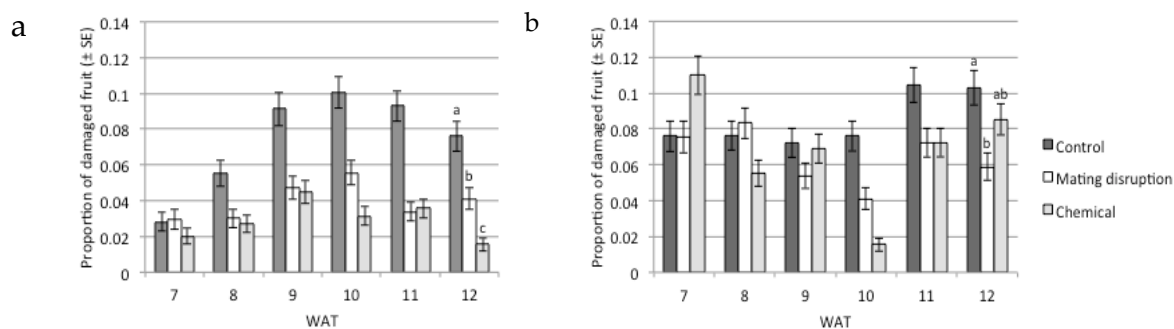 a
Proportion of damaged fruit (± SE)
0.14
0.12
0.1
0.08
0.06
0.04
0.02
0
a
b
c
7 8 9 10 11 12
WAT
b
Proportion of damaged fruit (± SE)
0.14
0.12
0.1
0.08
0.06
0.04
0.02
0
a
ab
b
7 8 9 10 11 12
WAT
Control
Mating disruption
Chemical